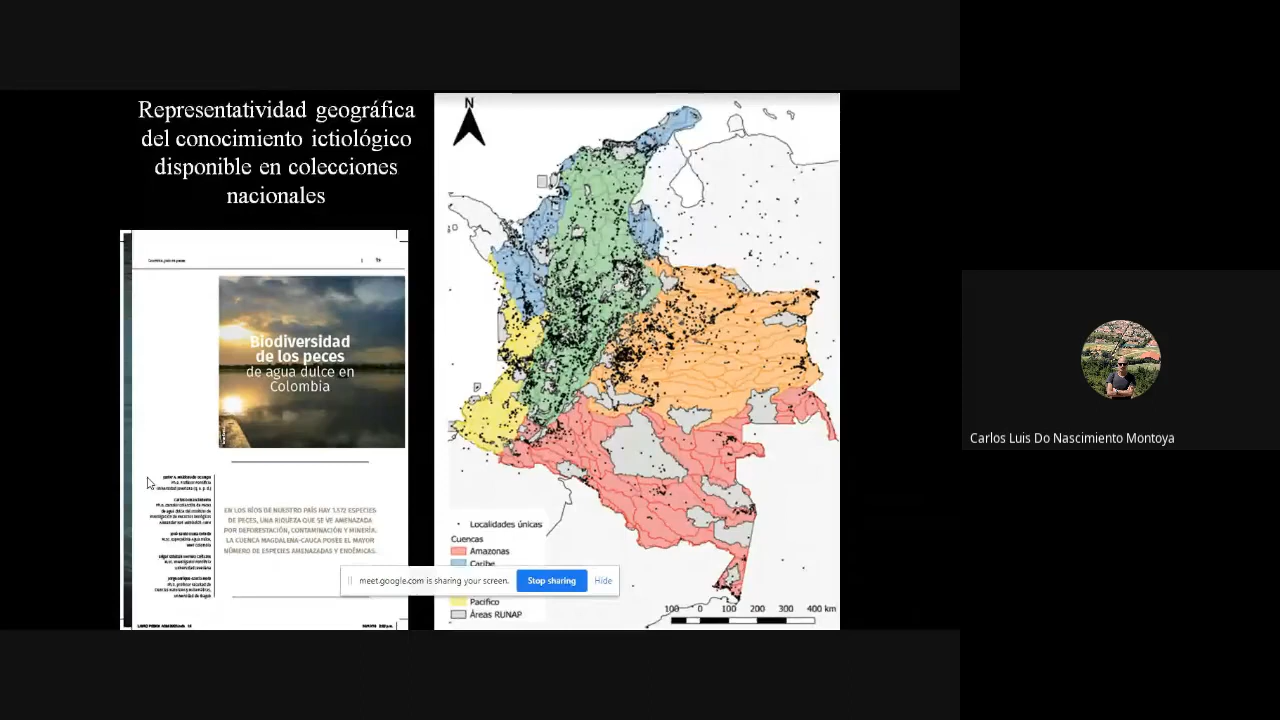 Representatividad geográfica
del conocimiento ictiológico
disponible en colecciones
nacionales
Biodiversidad
de los peces
de agua dulce en
Colombia
EN LOS RÍOS DE NUESTRO PAÍS HAY 1.572 ESPECIES
DE PECES, UNA RIQUEZA QUE SE VE AMENAZADA
POR DEFORESTACIÓN, CONTAMINACIÓN Y MINERÍA.
LA CUENCA MAGDALENA-CAUCA POSEE EL MAYOR
NÚMERO DE ESPECIES AMENAZADAS Y ENDÉMICAS.
N
Localidades únicas
Cuencas
Amazonas
Caribe
Pacífico
Áreas RUNAP
100 0 100 200 300 400 km
meet.google.com is sharing your screen.
Stop sharing
Hide
Carlos Luis Do Nascimiento Montoya